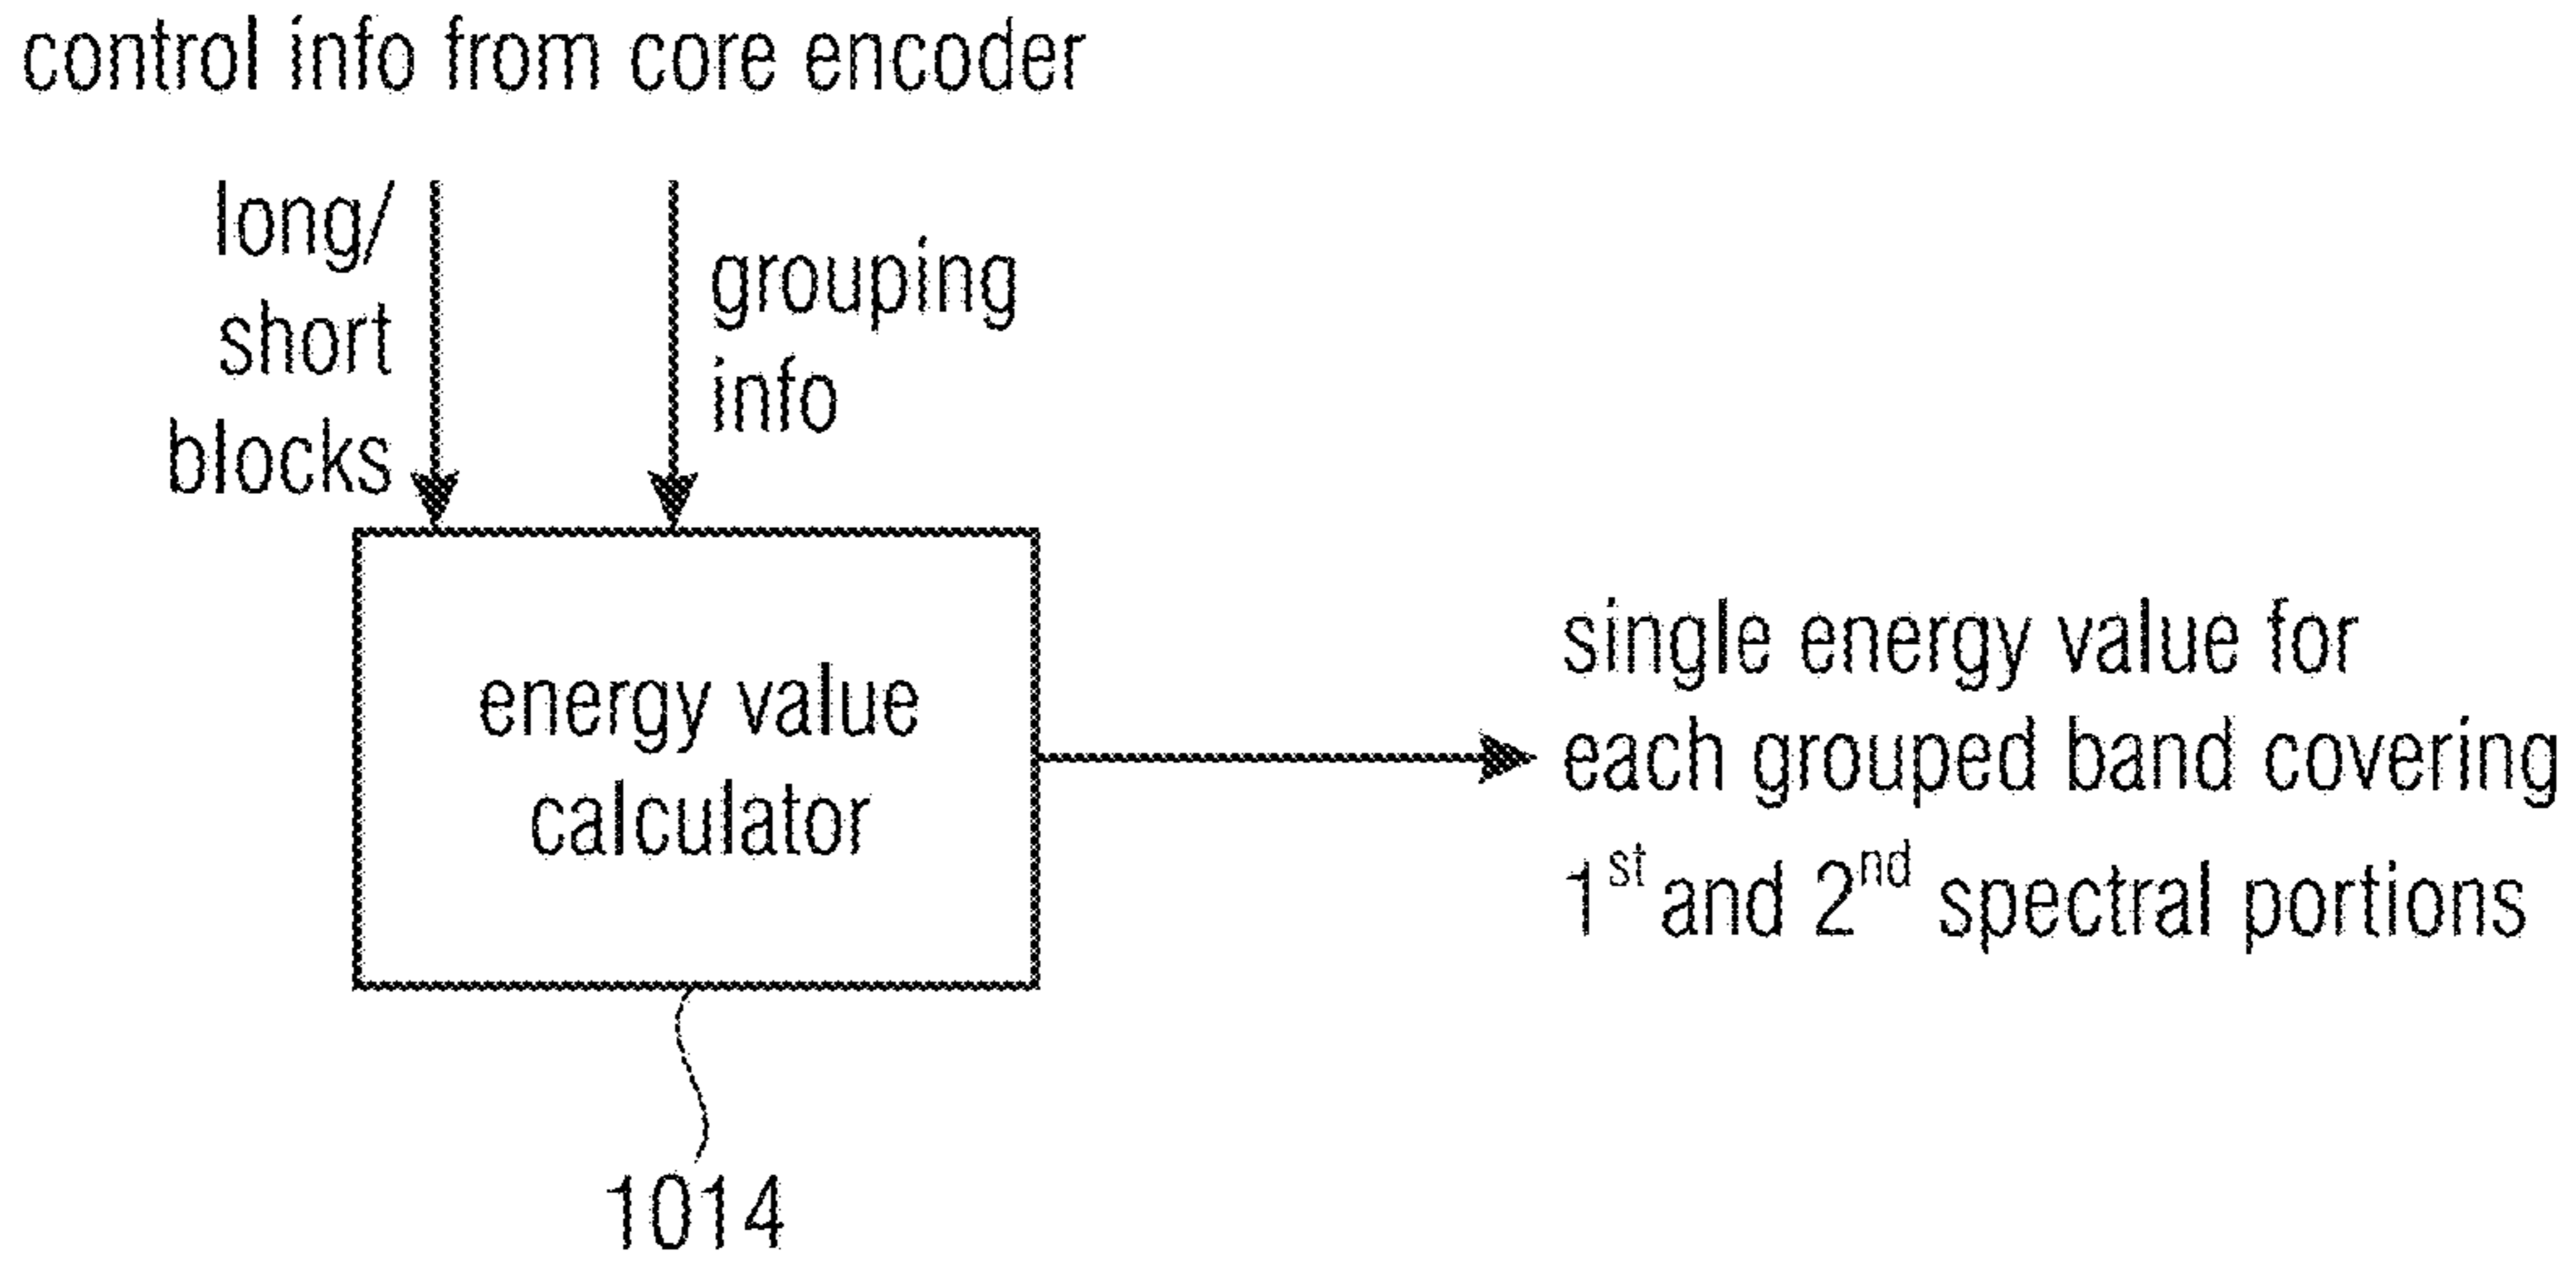 control info from core encoder
long/
short
blocks
grouping
info
energy value
calculator
single energy value for
each grouped band covering
1st and 2nd spectral portions
1014